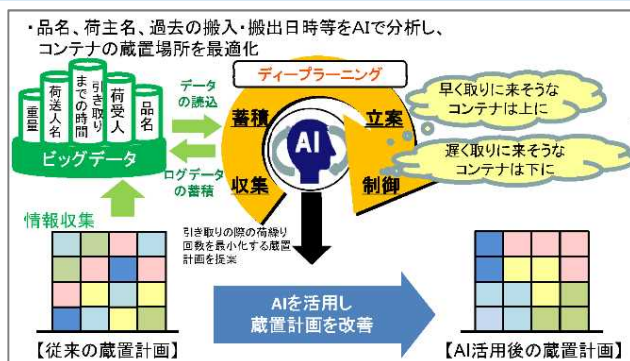 ・品名、荷主名、過去の搬入・搬出日時等をAIで分析し、
コンテナの蔵置場所を最適化
重量
荷送人名
引き取り
までの時間
荷受人
品名
ビッグデータ
データ
の読込
ログデータ
の蓄積
ディープラーニング
蓄積
立案
AI
収集
制御
早く取りに来そうな
コンテナは上に
遅く取りに来そうな
コンテナは下に
情報収集
引き取りの際の荷繰り
回数を最小化する蔵置
計画を提案
AIを活用し
蔵置計画を改善
【従来の蔵置計画】
【AI活用後の蔵置計画】